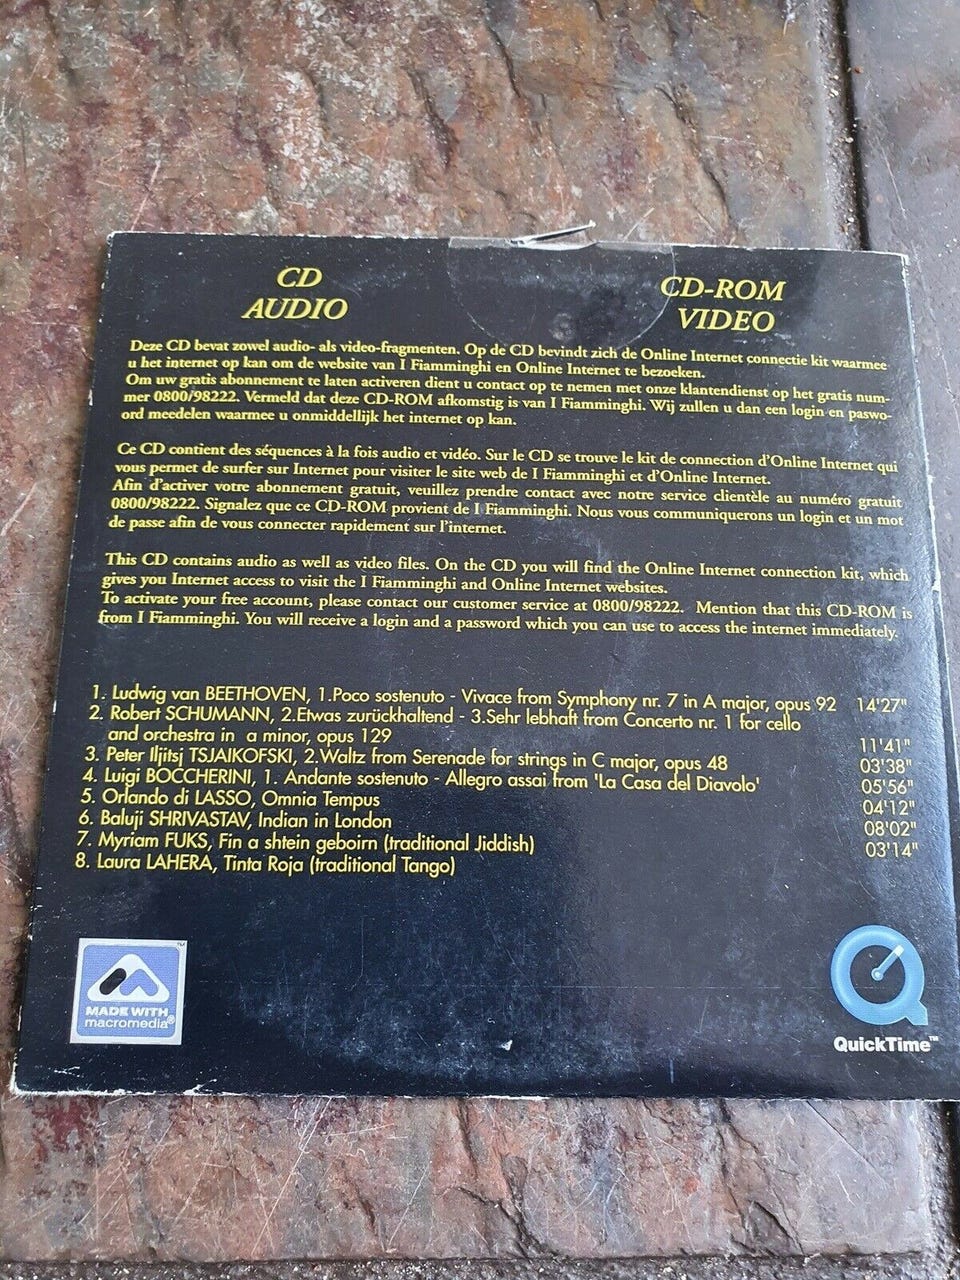 CD
AUDIO
CD-ROM
VIDEO
Deze CD bevat zowel audio- als video-fragmenten. Op de CD bevindt zich de Online Internet connectie kit waarmee
u het internet op kan om de website van I Fiamminghi en Online Internet te bezoeken.
Om uw gratis abonnement te laten activeren dient u contact op te nemen met onze klantendienst op het gratis num-
mer 0800/98222. Vermeld dat deze CD-ROM afkomstig is van I Fiamminghi. Wij zullen u dan een login en paswo-
ord meedelen waarmee u onmiddellijk het internet op kan.
Ce CD contient des séquences à la fois audio et vidéo. Sur le CD se trouve le kit de connection d'Online Internet qui
vous permet de surfer sur Internet pour visiter le site web de I Fiamminghi et d'Online Internet.
Afin d'activer votre abonnement gratuit, veuillez prendre contact avec notre service clientèle au numéro gratuit
0800/98222. Signalez que ce CD-ROM provient de I Fiamminghi. Nous vous communiquerons un login et un mot
de passe afin de vous connecter rapidement sur l'internet.
This CD contains audio as well as video files. On the CD you will find the Online Internet connection kit, which
gives you Internet access to visit the I Fiamminghi and Online Internet websites.
To activate your free account, please contact our customer service at 0800/98222. Mention that this CD-ROM is
from I Fiamminghi. You will receive a login and a password which you can use to access the internet immediately.
1. Ludwig van BEETHOVEN, 1.Poco sostenuto - Vivace from Symphony nr. 7 in A major, opus 92 14'27"
2. Robert SCHUMANN, 2.Etwas zurückhaltend - 3.Sehr lebhaft from Concerto nr. 1 for cello
and orchestra in a minor, opus 129 11'41"
3. Peter Iljitsj TSJAIKOFSKI, 2.Waltz from Serenade for strings in C major, opus 48 03'38"
4. Luigi BOCCHERINI, 1. Andante sostenuto - Allegro assai from 'La Casa del Diavolo' 05'56"
5. Orlando di LASSO, Omnia Tempus 04'12"
6. Baluji SHRIVASTAV, Indian in London 08'02"
7. Myriam FUKS, Fin a shtein geboirn (traditional Jiddish) 03'14"
8. Laura LAHERA, Tinta Roja (traditional Tango)
MADE WITH
macromedia®
QuickTime™